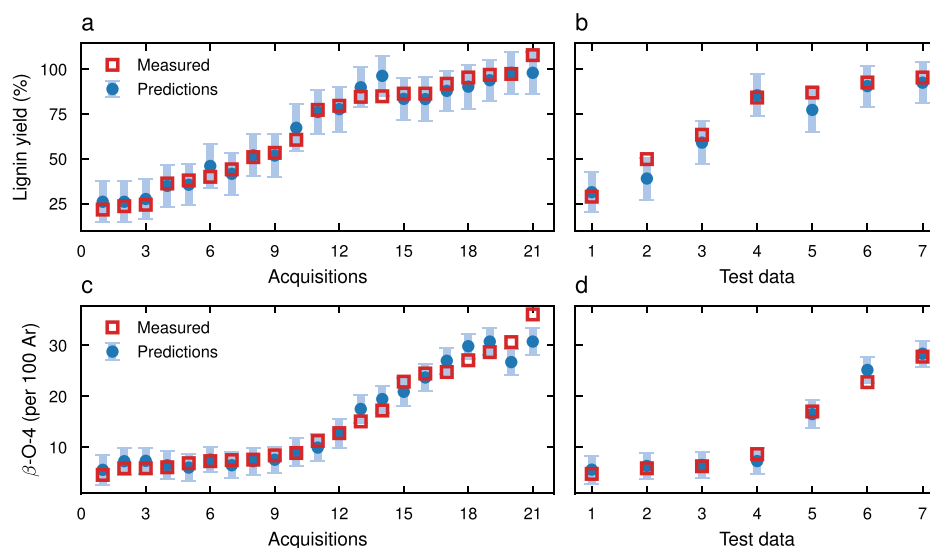 a
b
Measured
Predictions
100
75
50
25
Lignin yield (%)
0 3 6 9 12 15 18 21
Acquisitions
1 2 3 4 5 6 7
Test data
c
d
Measured
Predictions
30
20
10
β-O-4 (per 100 Ar)
0 3 6 9 12 15 18 21
Acquisitions
1 2 3 4 5 6 7
Test data